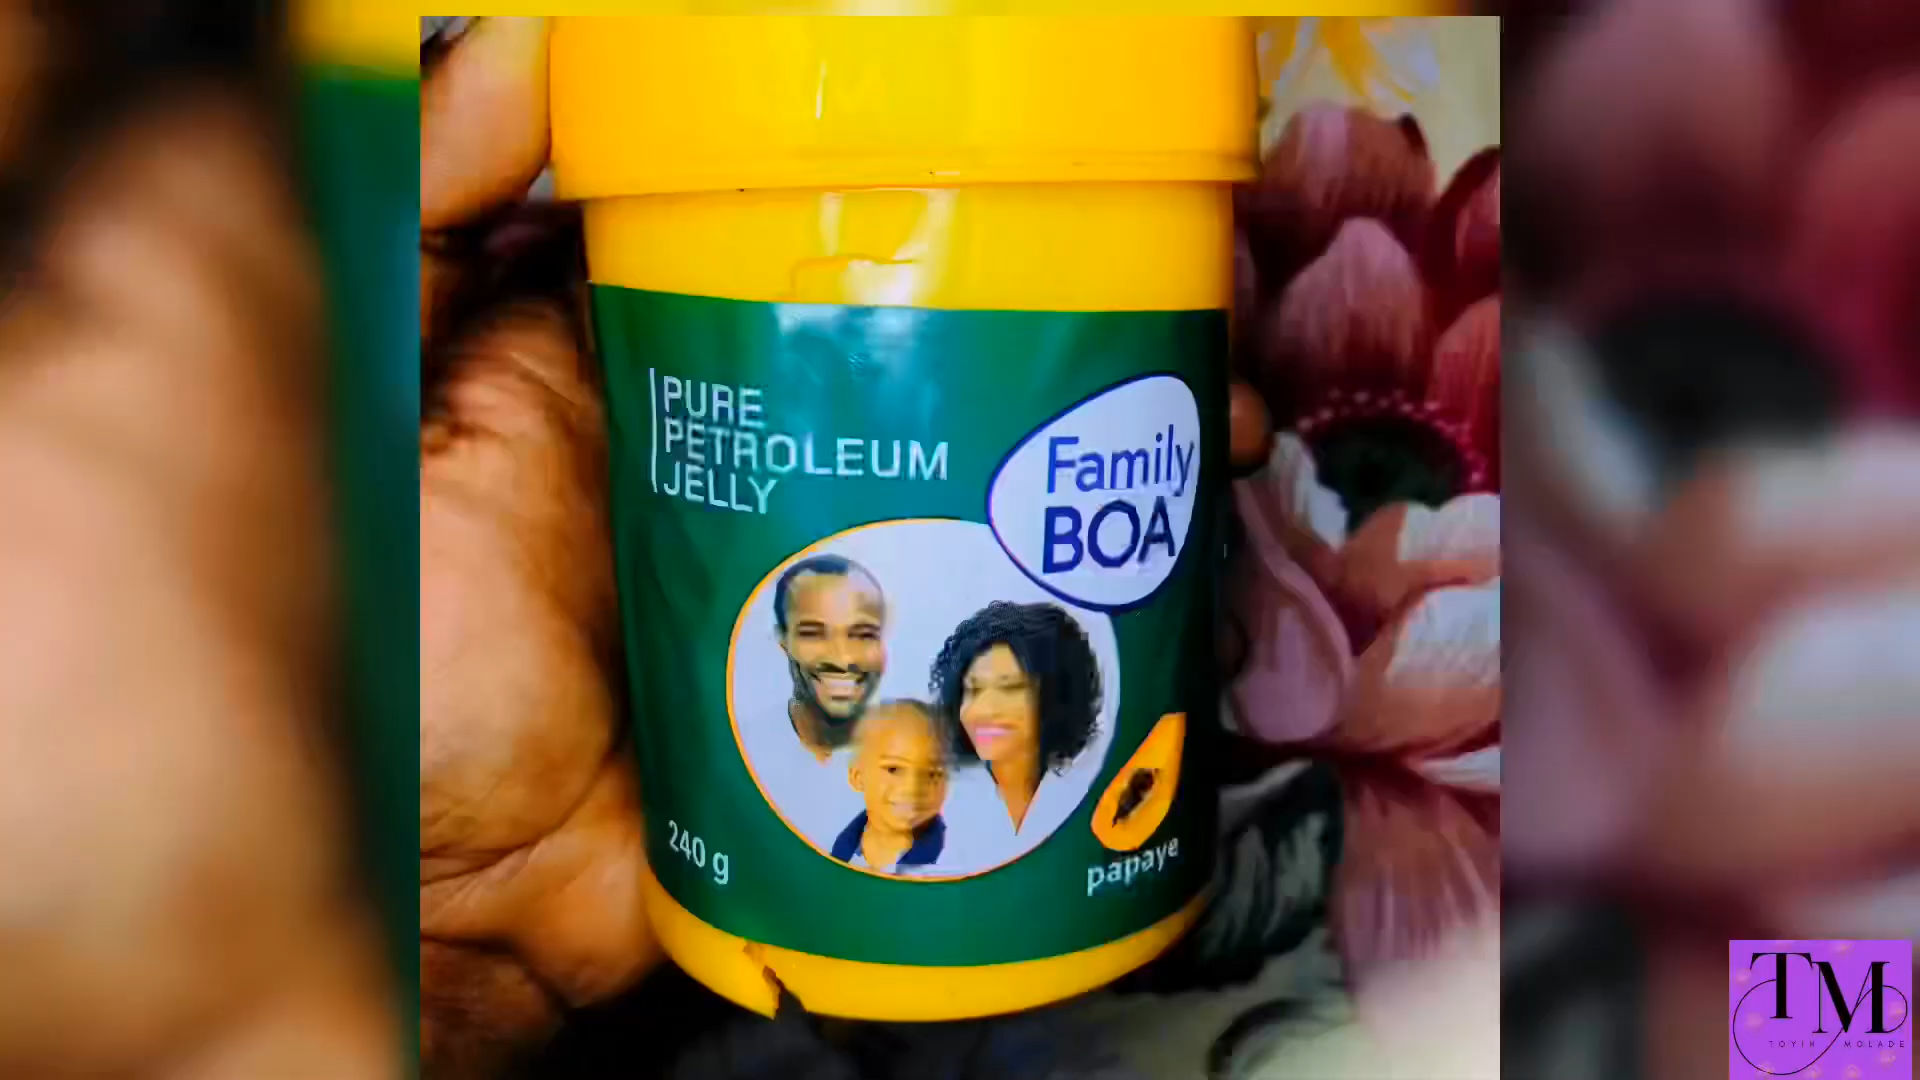 PURE
PETROLEUM
JELLY
Family
BOA
240 g
papaye
TM
TOYIN MOLADE